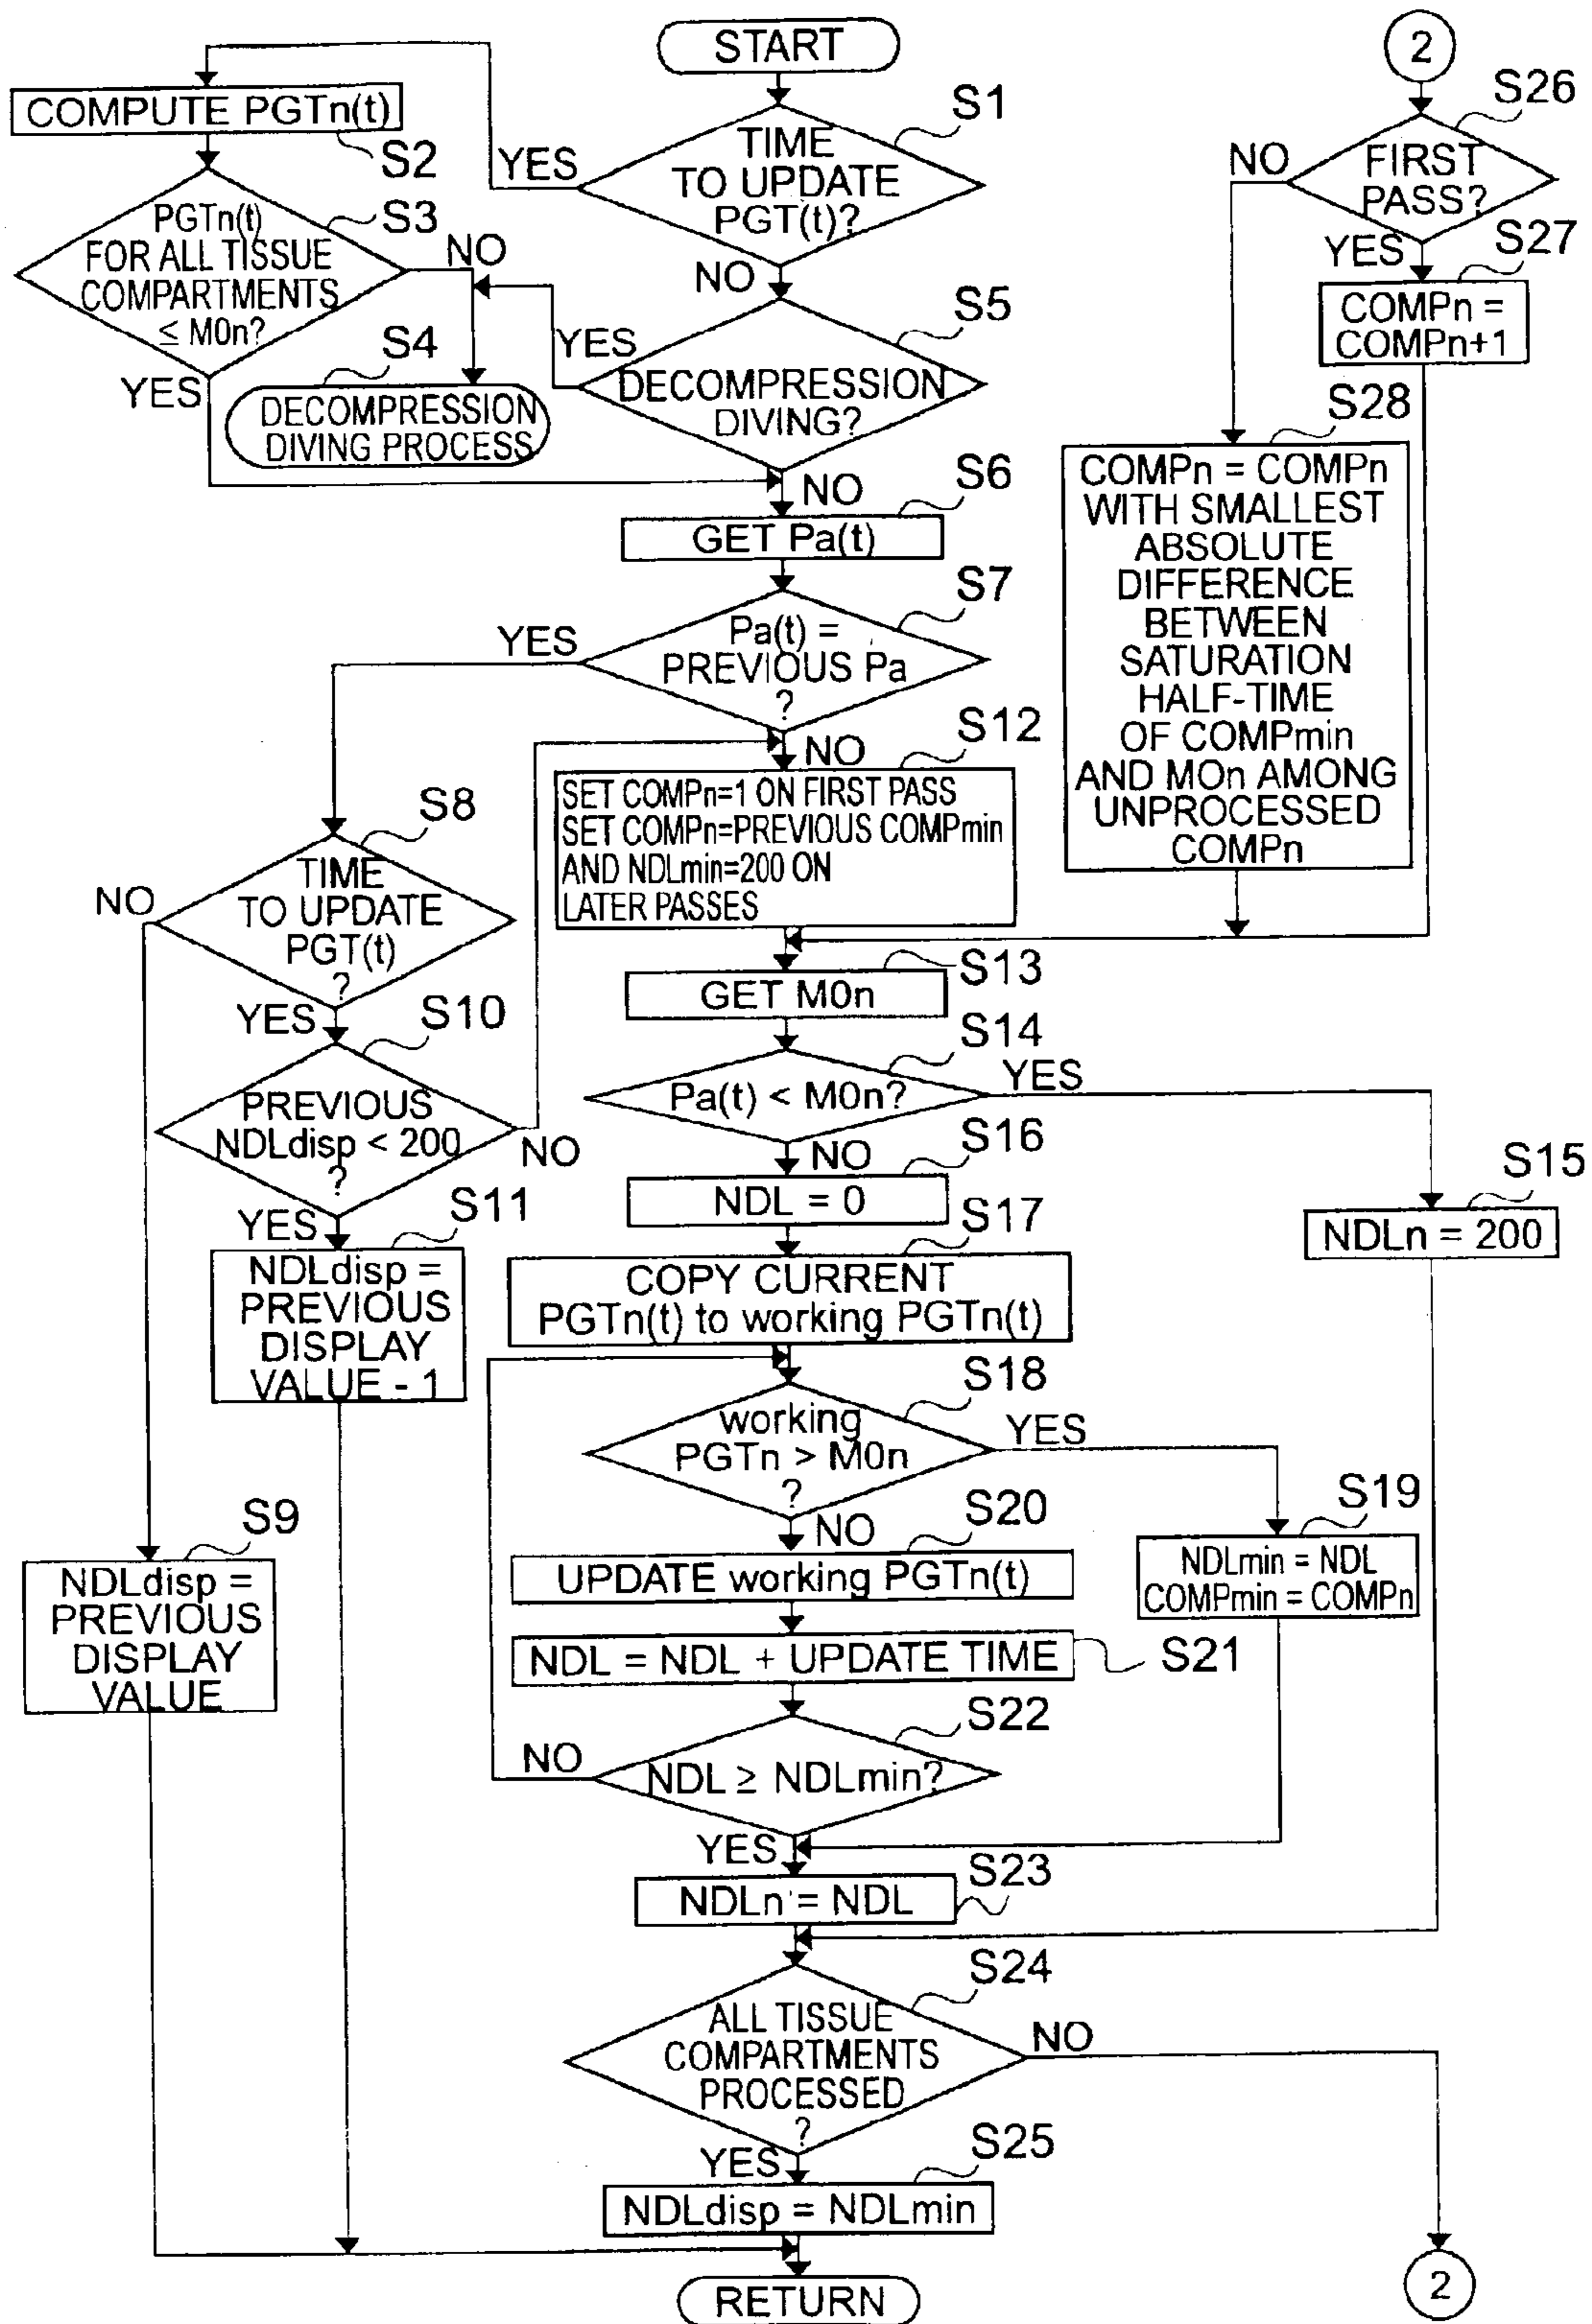 START
S1
TIME
TO UPDATE
PGT(t)?
YES
NO
COMPUTE PGTn(t)
S2
S3
PGTn(t)
FOR ALL TISSUE
COMPARTMENTS
≤ M0n?
NO
YES
S4
DECOMPRESSION
DIVING PROCESS
S5
DECOMPRESSION
DIVING?
YES
NO
S6
GET Pa(t)
S7
Pa(t) =
PREVIOUS Pa
?
YES
NO
S8
TIME
TO UPDATE
PGT(t)
?
NO
YES
S9
NDLdisp =
PREVIOUS
DISPLAY
VALUE
S10
PREVIOUS
NDLdisp < 200
?
NO
YES
S11
NDLdisp =
PREVIOUS
DISPLAY
VALUE - 1
S12
SET COMPn=1 ON FIRST PASS
SET COMPn=PREVIOUS COMPmin
AND NDLmin=200 ON
LATER PASSES
S13
GET M0n
S14
Pa(t) < M0n?
YES
NO
S15
NDLn = 200
S16
NDL = 0
S17
COPY CURRENT
PGTn(t) to working PGTn(t)
S18
working
PGTn > M0n
?
YES
NO
S19
NDLmin = NDL
COMPmin = COMPn
S20
UPDATE working PGTn(t)
S21
NDL = NDL + UPDATE TIME
S22
NDL ≥ NDLmin?
NO
YES
S23
NDLn = NDL
S24
ALL TISSUE
COMPARTMENTS
PROCESSED
?
NO
YES
S25
NDLdisp = NDLmin
RETURN
2
2
S26
FIRST
PASS?
NO
YES
S27
COMPn =
COMPn+1
S28
COMPn = COMPn
WITH SMALLEST
ABSOLUTE
DIFFERENCE
BETWEEN
SATURATION
HALF-TIME
OF COMPmin
AND MOn AMONG
UNPROCESSED
COMPn